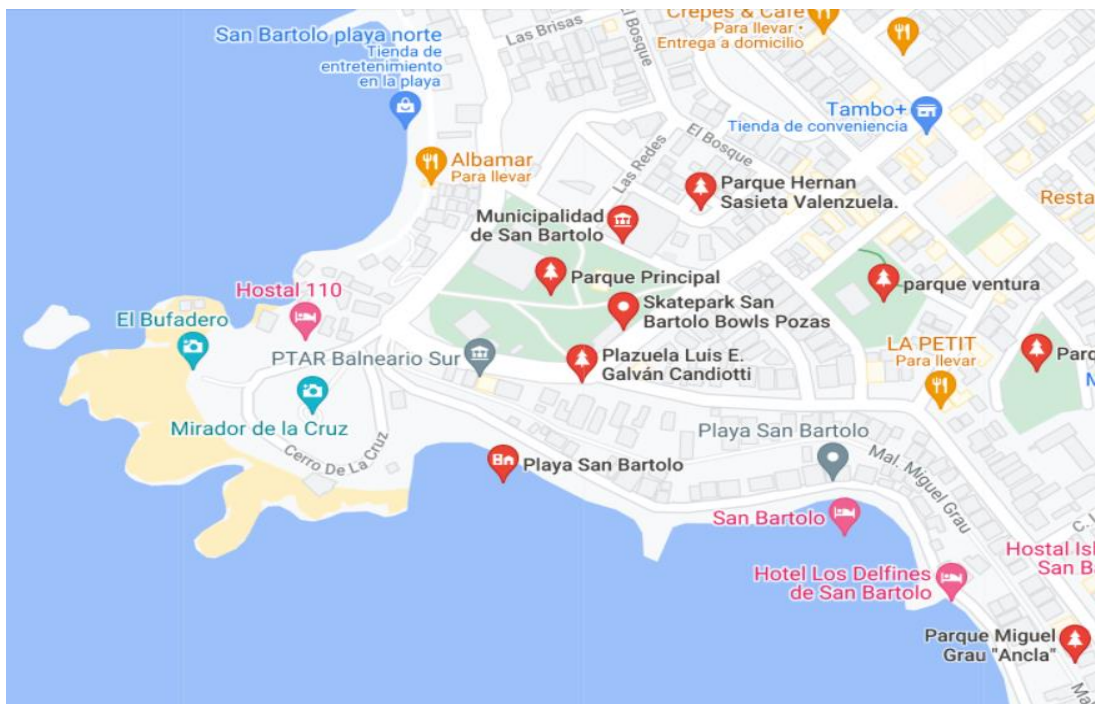 Crepes & Café
Para llevar •
Entrega a domicilio
San Bartolo playa norte
Tienda de
entretenimiento
en la playa
Las Brisas
El Bosque
Tambo+
Tienda de conveniencia
El Bosque
Albamar
Para llevar
Las Redes
Parque Hernan
Sasieta Valenzuela.
Resta
Municipalidad
de San Bartolo
Parque Principal
parque ventura
Hostal 110
Skatepark San
Bartolo Bowls Pozas
El Bufadero
PTAR Balneario Sur
Plazuela Luis E.
Galván Candiotti
LA PETIT
Para llevar
Parq
M
Mirador de la Cruz
Cerro De La Cruz
Playa San Bartolo
Playa San Bartolo
Mal. Miguel Grau
San Bartolo
C. L
Hostal Isl
San Ba
Hotel Los Delfines
de San Bartolo
Parque Miguel
Grau "Ancla"
Mal